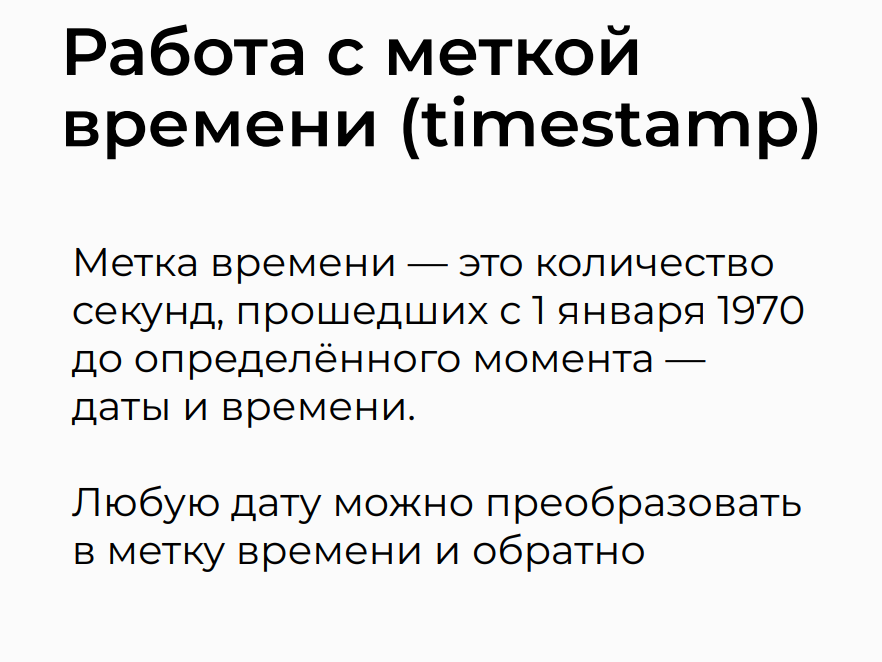 Работа с меткой
времени (timestamp)
Метка времени — это количество
секунд, прошедших с 1 января 1970
до определённого момента —
даты и времени.
Любую дату можно преобразовать
в метку времени и обратно